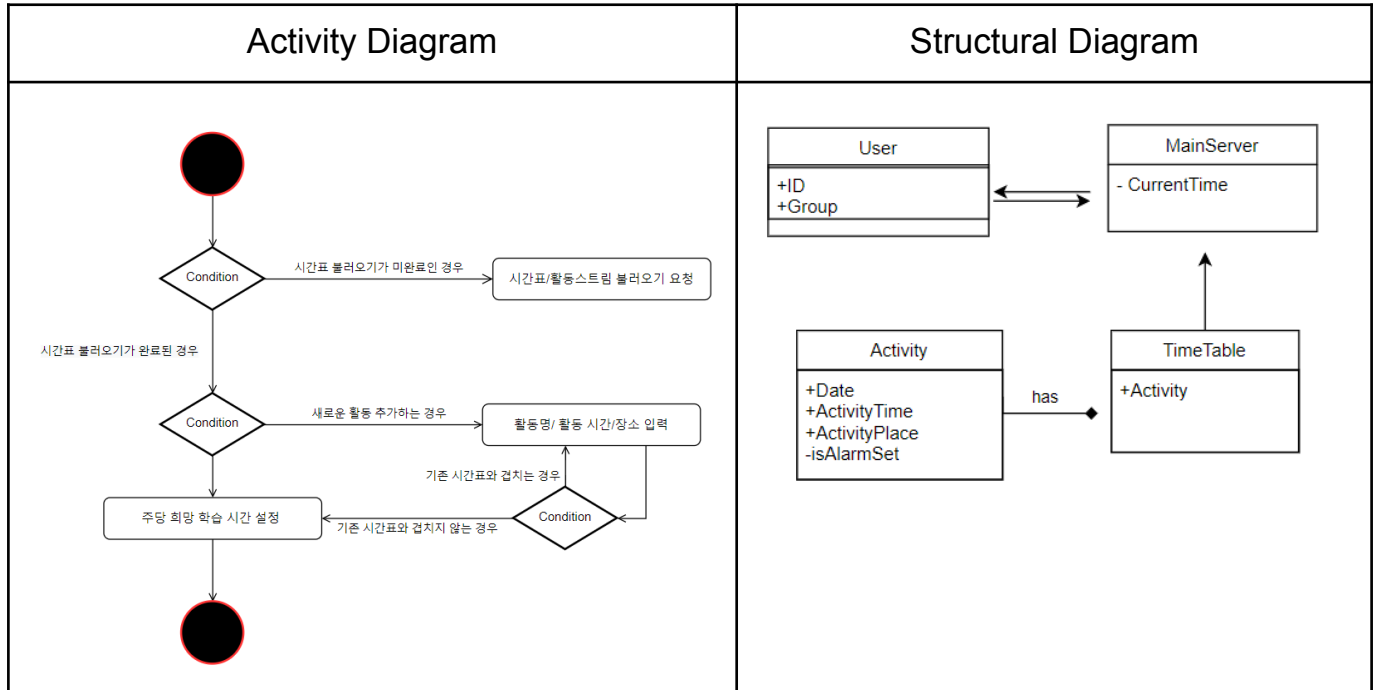 Activity Diagram
Structural Diagram
Condition
시간표 불러오기가 미완료인 경우
시간표/활동스트림 불러오기 요청
시간표 불러오기가 완료된 경우
Condition
새로운 활동 추가하는 경우
활동명/ 활동 시간/장소 입력
기존 시간표와 겹치는 경우
주당 희망 학습 시간 설정
기존 시간표와 겹치지 않는 경우
Condition
User
+ID
+Group
MainServer
- CurrentTime
Activity
+Date
+ActivityTime
+ActivityPlace
-isAlarmSet
has
TimeTable
+Activity